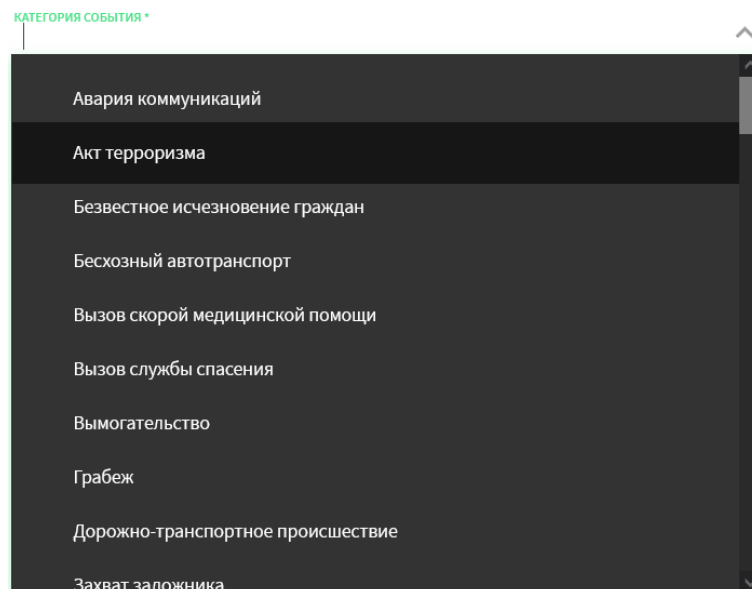 КАТЕГОРИЯ СОБЫТИЯ *
Авария коммуникаций
Акт терроризма
Безвестное исчезновение граждан
Бесхозный автотранспорт
Вызов скорой медицинской помощи
Вызов службы спасения
Вымогательство
Грабеж
Дорожно-транспортное происшествие
Захват заложника